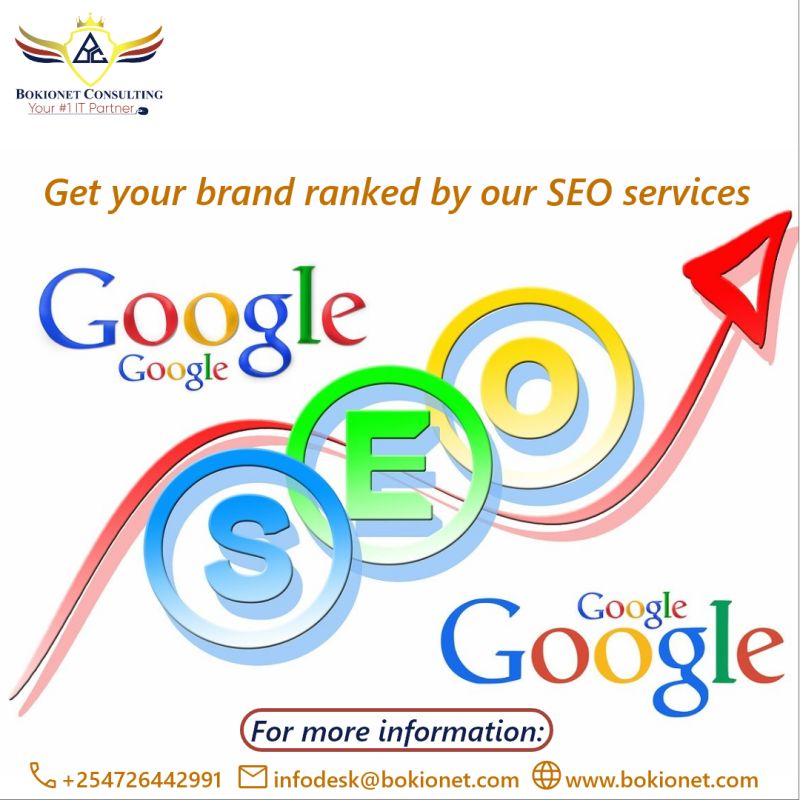 BOKIONET CONSULTING
Your #1 IT Partner
Get your brand ranked by our SEO services
Google
Google
O
E
S
Google
Google
For more information:
+254726442991 infodesk@bokionet.com www.bokionet.com